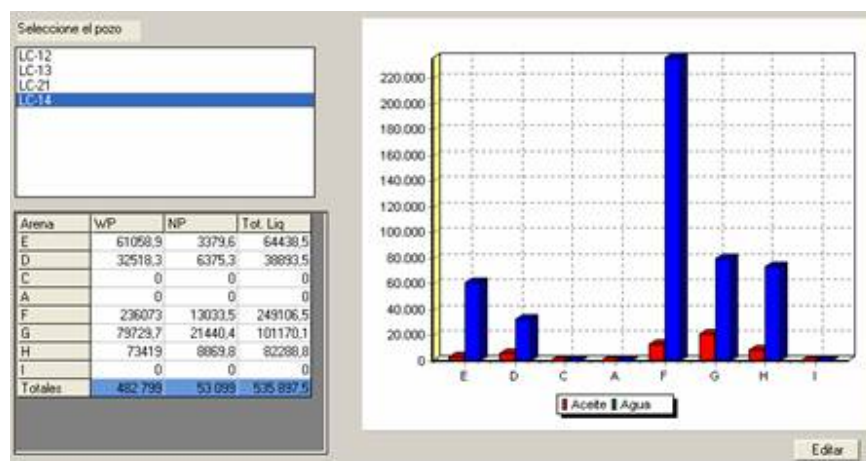 Seleccione el pozo
LC-12
LC-13
LC-21
LC-14
Arena WP NP Tot. Liq
E 61058,9 3379,6 64438,5
D 32518,3 6375,3 38893,5
C 0 0 0
A 0 0 0
F 236073 13033,5 249106,5
G 79729,7 21440,4 101170,1
H 73419 8869,8 82288,8
I 0 0 0
Totales 482 799 53 099 535 897,5
220.000
200.000
180.000
160.000
140.000
120.000
100.000
80.000
60.000
40.000
20.000
0
E D C A F G H I
Aceite Agua
Editar